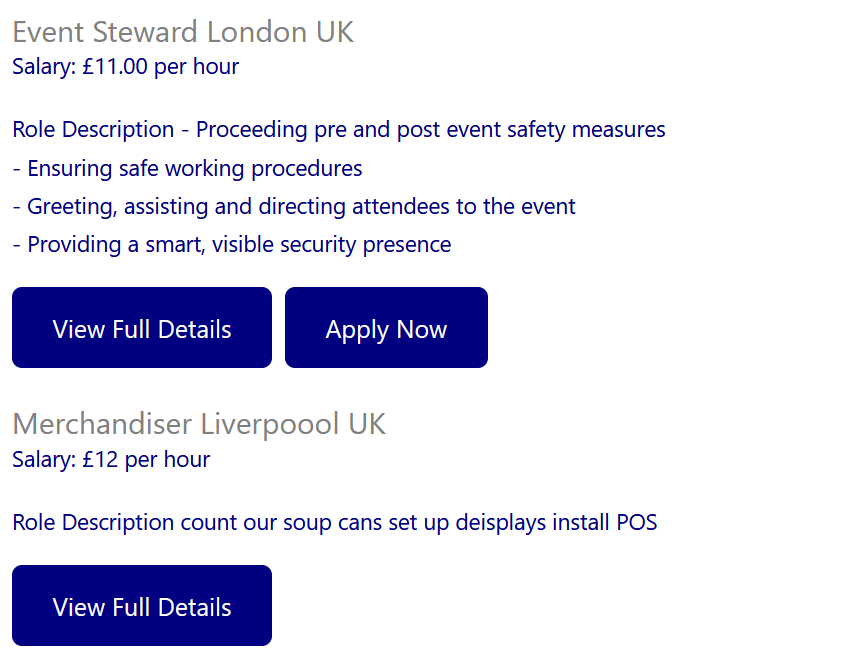 Event Steward London UK
Salary: £11.00 per hour
Role Description - Proceeding pre and post event safety measures
- Ensuring safe working procedures
- Greeting, assisting and directing attendees to the event
- Providing a smart, visible security presence
View Full Details Apply Now
Merchandiser Liverpoool UK
Salary: £12 per hour
Role Description count our soup cans set up deisplays install POS
View Full Details